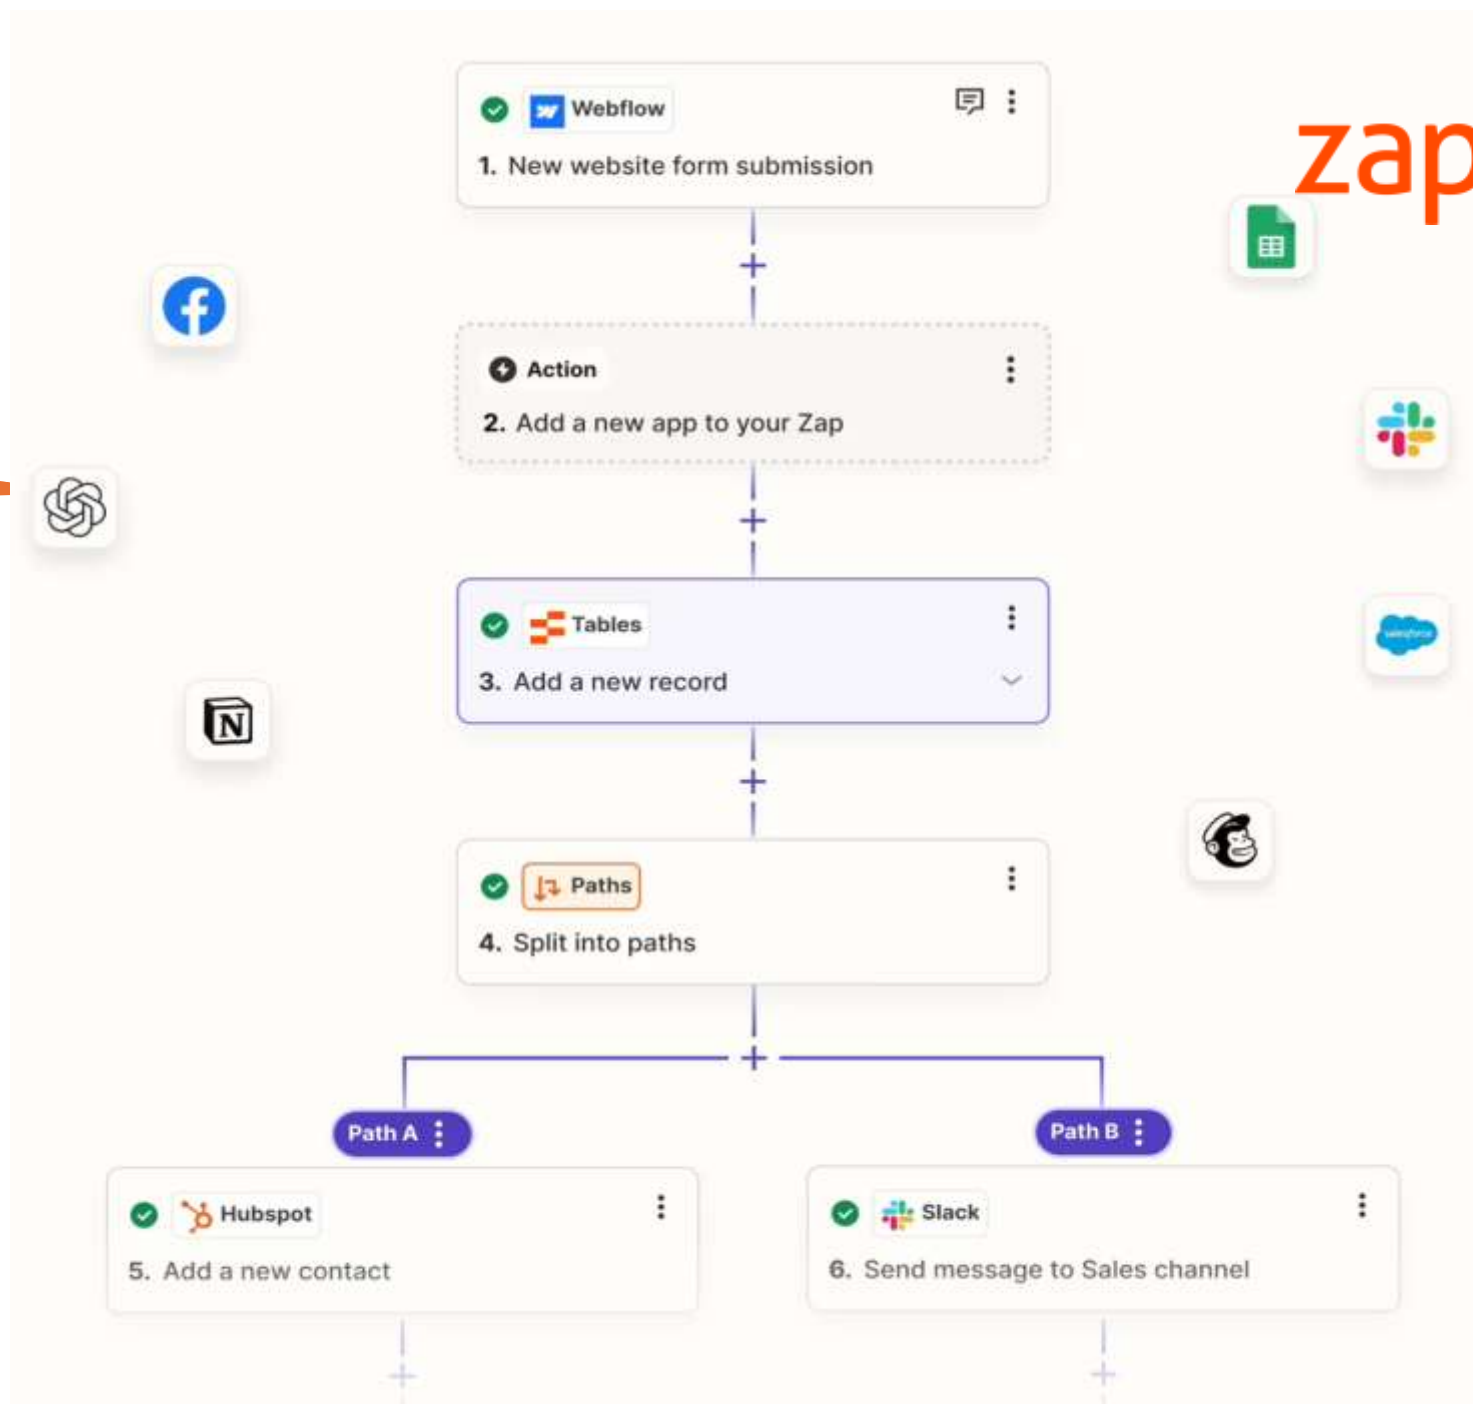 Webflow
1. New website form submission
zap
Action
2. Add a new app to your Zap
Tables
3. Add a new record
salesforce
N
Paths
4. Split into paths
Path A
Path B
Hubspot
5. Add a new contact
Slack
6. Send message to Sales channel